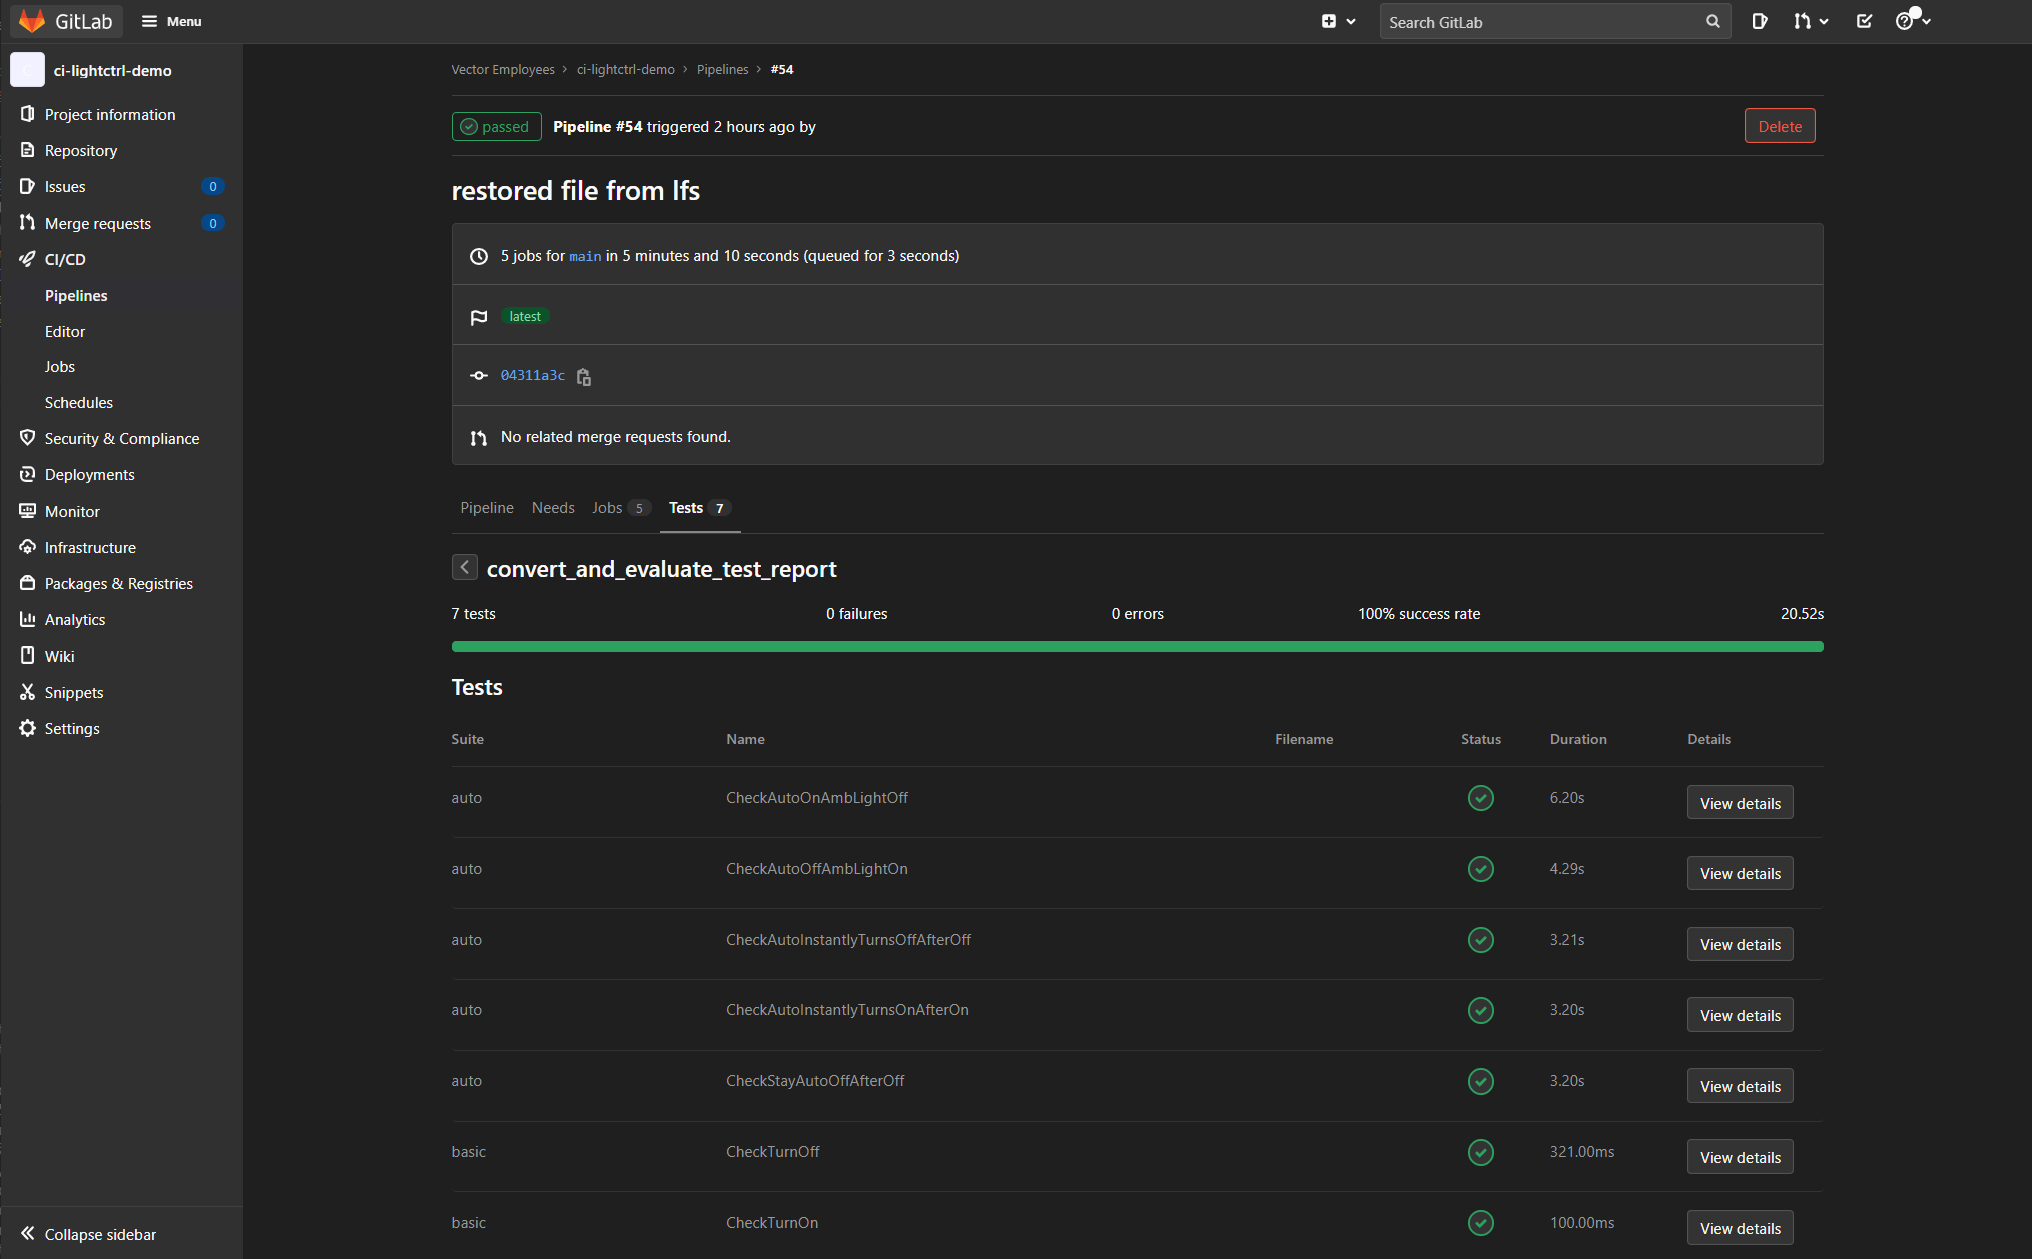 GitLab
Menu
Search GitLab
ci-lightctrl-demo
Project information
Repository
Issues 0
Merge requests 0
CI/CD
Pipelines
Editor
Jobs
Schedules
Security & Compliance
Deployments
Monitor
Infrastructure
Packages & Registries
Analytics
Wiki
Snippets
Settings
Collapse sidebar
Vector Employees › ci-lightctrl-demo › Pipelines › #54
passed Pipeline #54 triggered 2 hours ago by
Delete
restored file from lfs
5 jobs for main in 5 minutes and 10 seconds (queued for 3 seconds)
latest
04311a3c
No related merge requests found.
Pipeline Needs Jobs 5 Tests 7
convert_and_evaluate_test_report
7 tests 0 failures 0 errors 100% success rate 20.52s
Tests
Suite Name Filename Status Duration Details
auto CheckAutoOnAmbLightOff 6.20s View details
auto CheckAutoOffAmbLightOn 4.29s View details
auto CheckAutoInstantlyTurnsOffAfterOff 3.21s View details
auto CheckAutoInstantlyTurnsOnAfterOn 3.20s View details
auto CheckStayAutoOffAfterOff 3.20s View details
basic CheckTurnOff 321.00ms View details
basic CheckTurnOn 100.00ms View details